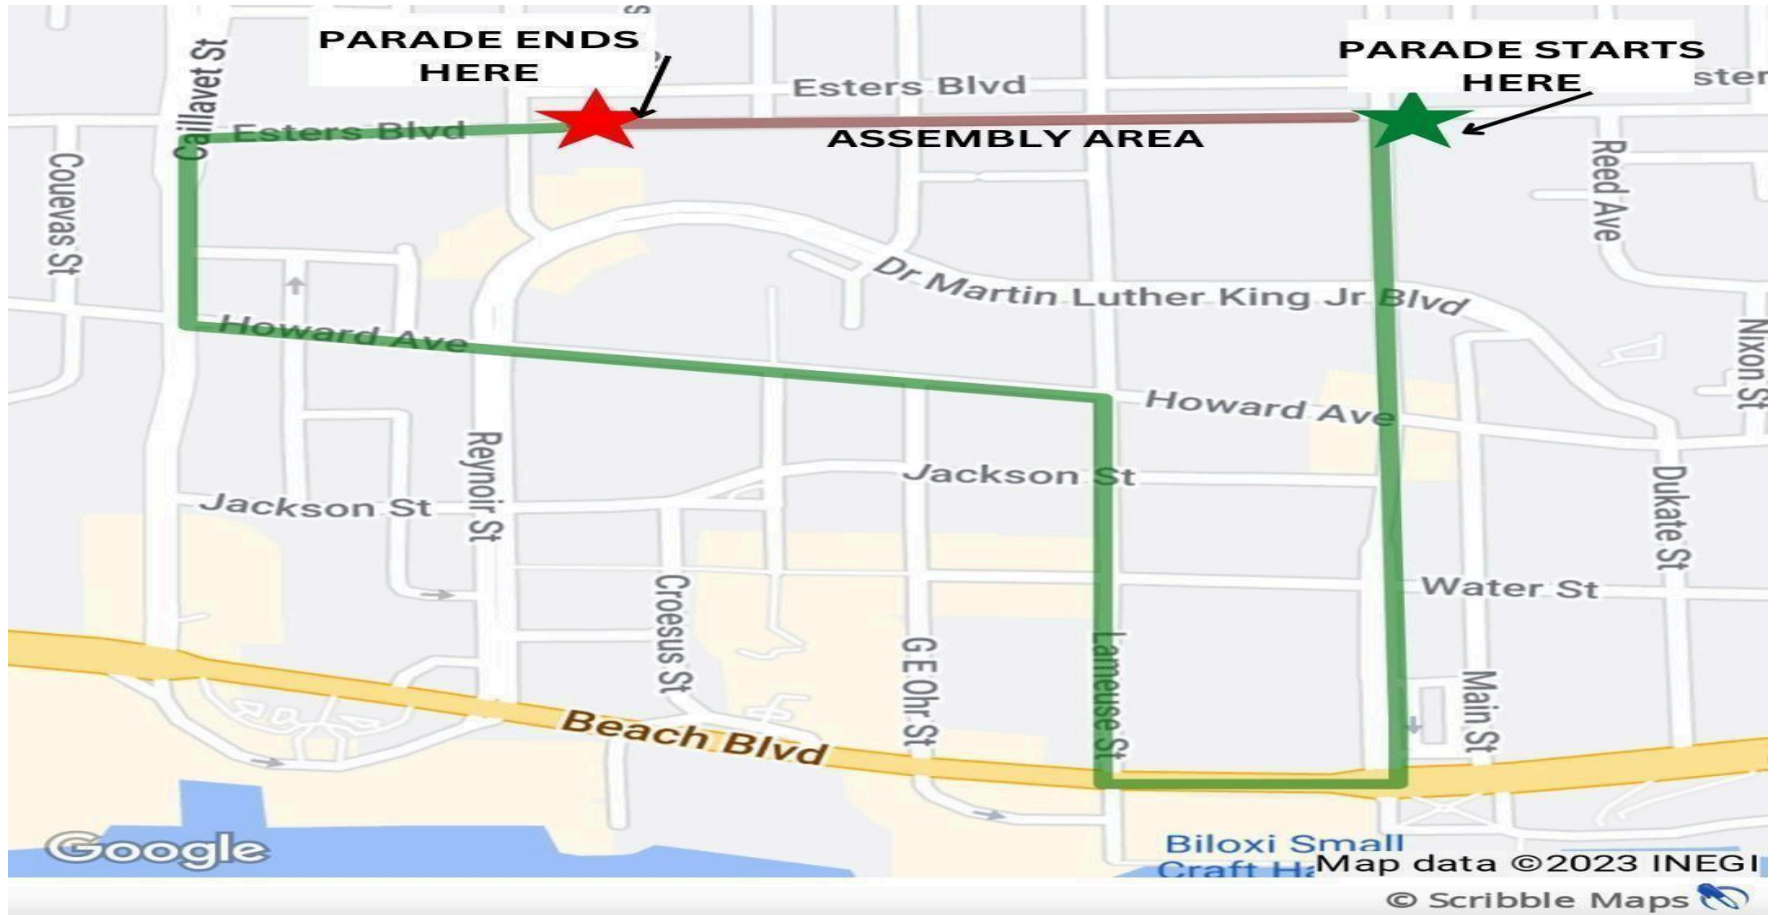 PARADE ENDS
HERE
PARADE STARTS
HERE
Esters Blvd
Esters Blvd
ASSEMBLY AREA
Caillavet St
Couevas St
Reed Ave
Dr Martin Luther King Jr Blvd
Howard Ave
Howard Ave
Nixon St
Reynoir St
Jackson St
Jackson St
Dukate St
Croesus St
G E Ohr St
Lameuse St
Water St
Main St
Beach Blvd
Biloxi Small
Craft
Google
Map data ©2023 INEGI
© Scribble Maps